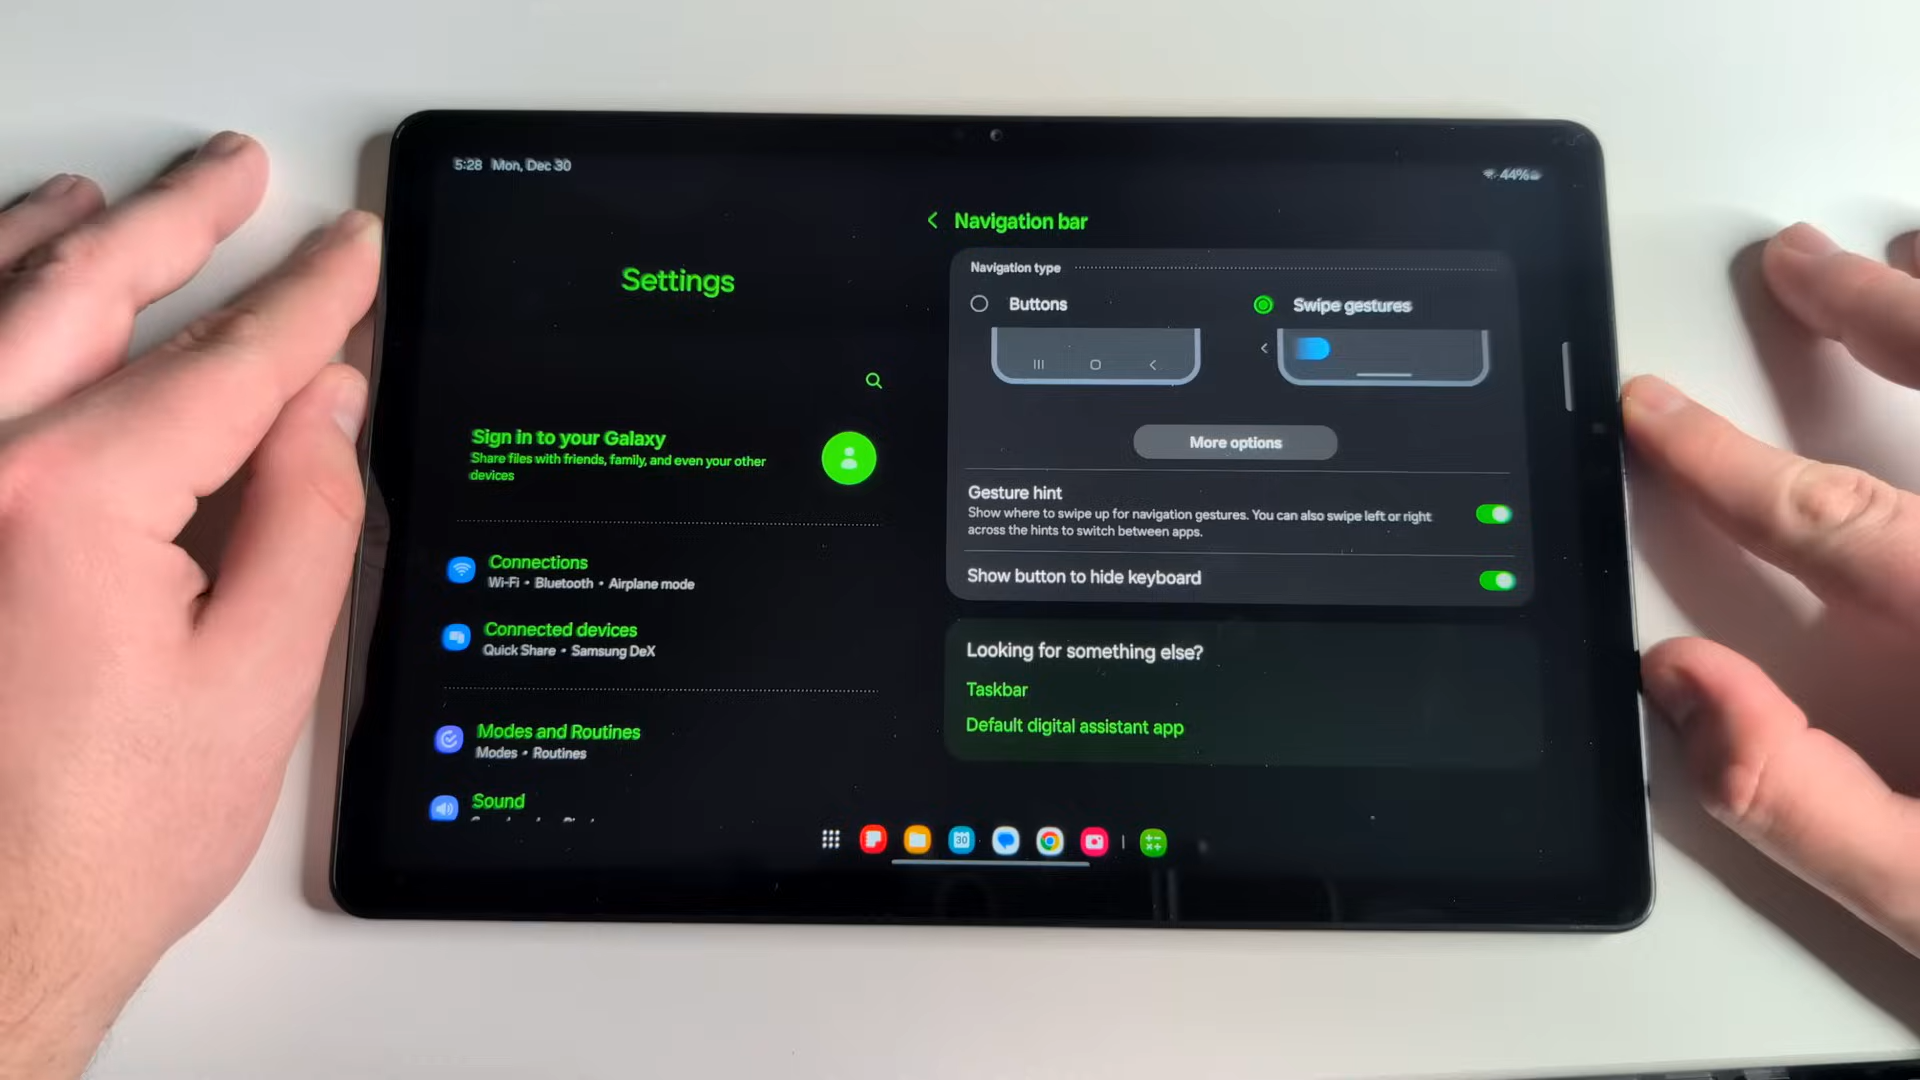 5:28 Mon, Dec 30
44%
Settings
Sign in to your Galaxy
Share files with friends, family, and even your other
devices
Connections
Wi-Fi • Bluetooth • Airplane mode
Connected devices
Quick Share • Samsung DeX
Modes and Routines
Modes • Routines
Sound
Navigation bar
Navigation type
Buttons
Swipe gestures
More options
Gesture hint
Show where to swipe up for navigation gestures. You can also swipe left or right
across the hints to switch between apps.
Show button to hide keyboard
Looking for something else?
Taskbar
Default digital assistant app
30